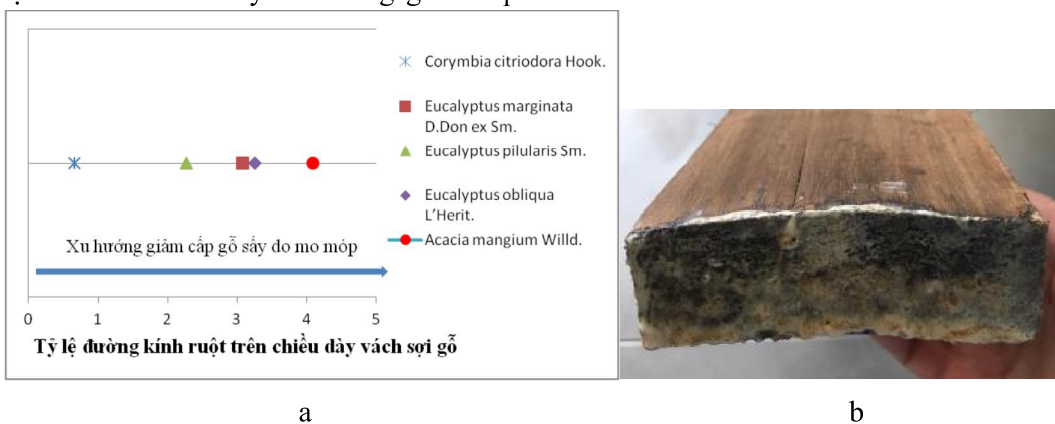 Corymbia citriodora Hook.
Eucalyptus marginata
D.Don ex Sm.
Eucalyptus pilularis Sm.
Eucalyptus obliqua
L'Herit.
Acacia mangium Willd.
Xu hướng giảm cấp gỗ sấy do mo móp
0 1 2 3 4 5
Tỷ lệ đường kính ruột trên chiều dày vách sợi gỗ
a b